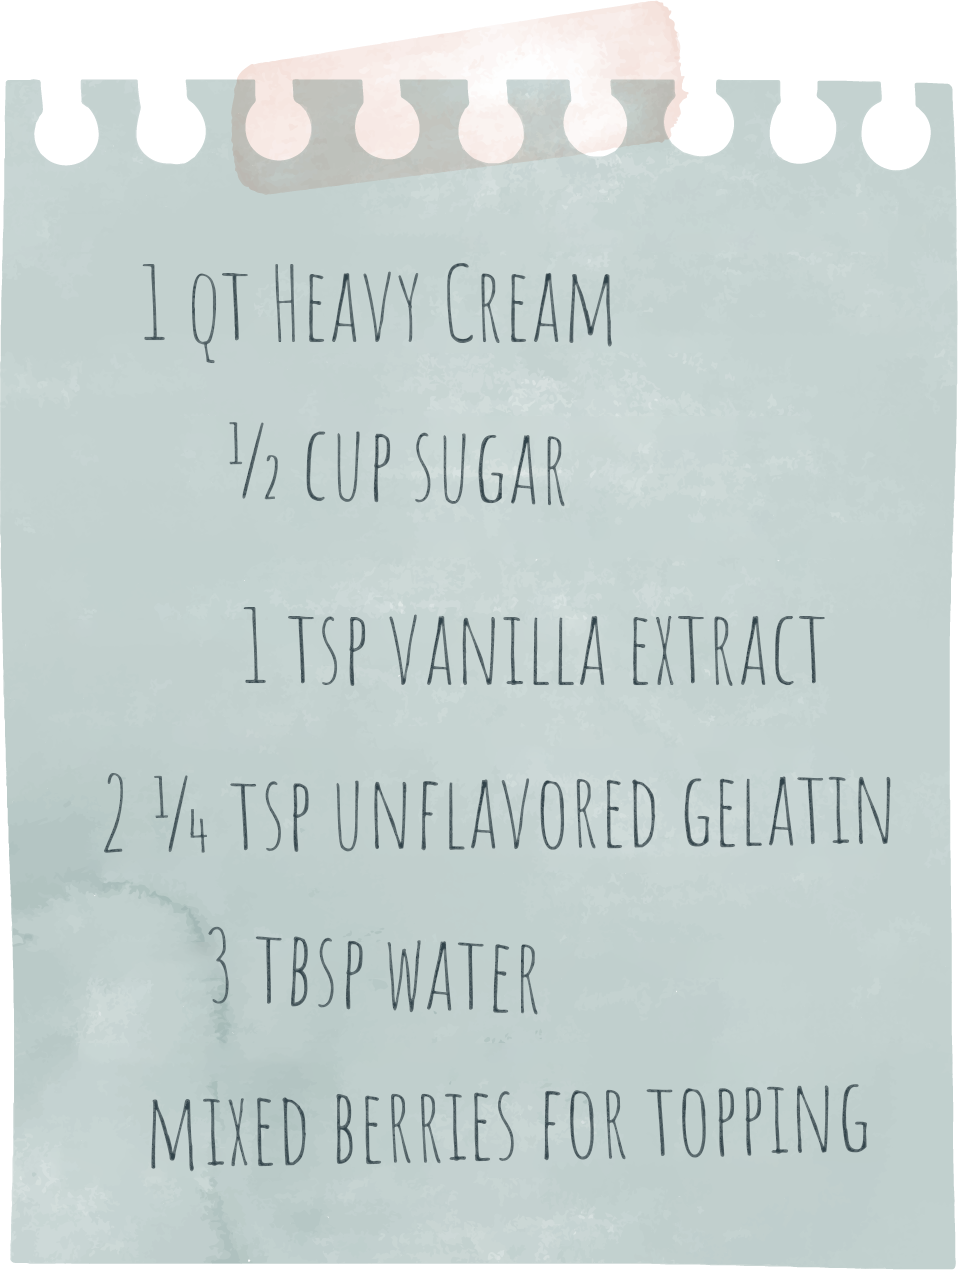 1 QT HEAVY CREAM
½ CUP SUGAR
1 TSP VANILLA EXTRACT
2 ¼ TSP UNFLAVORED GELATIN
3 TBSP WATER
MIXED BERRIES FOR TOPPING